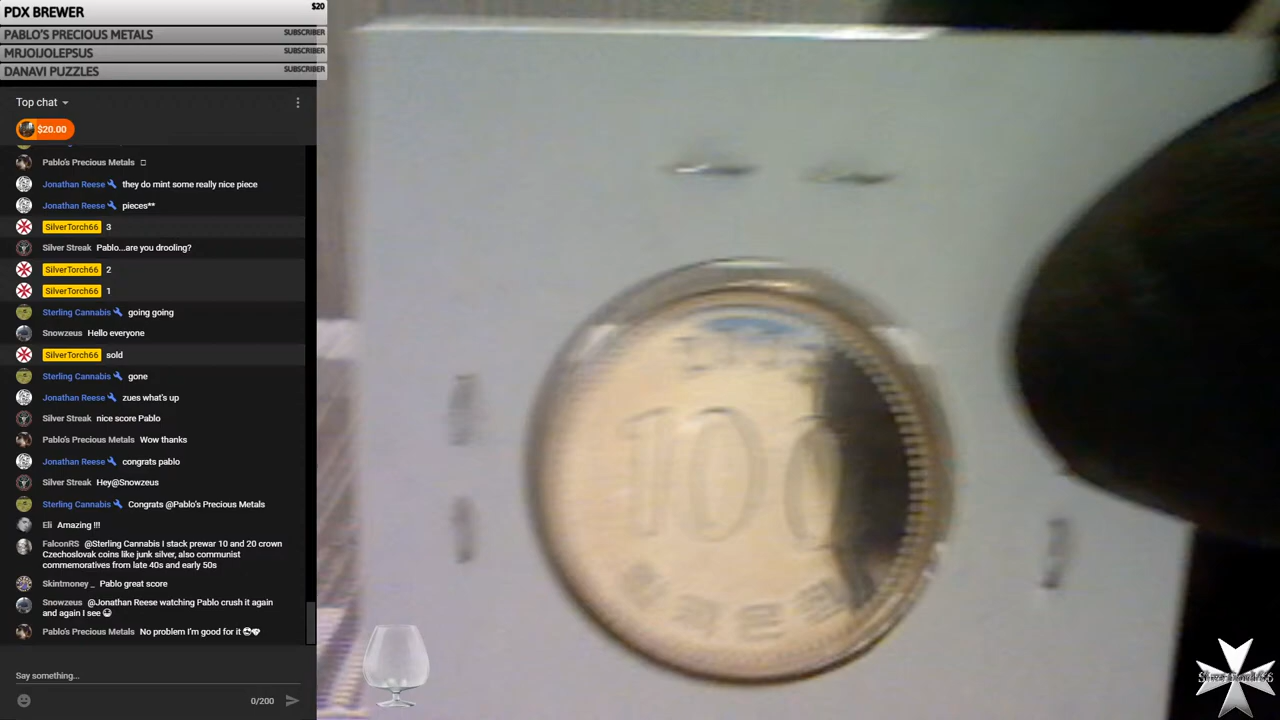 PDX BREWER $20
PABLO'S PRECIOUS METALS SUBSCRIBER
MRJOIJOLEPSUS SUBSCRIBER
DANAVI PUZZLES SUBSCRIBER
Top chat
$20.00
Pablo's Precious Metals
Jonathan Reese they do mint some really nice piece
Jonathan Reese pieces**
SilverTorch66 3
Silver Streak Pablo...are you drooling?
SilverTorch66 2
SilverTorch66 1
Sterling Cannabis going going
Snowzeus Hello everyone
SilverTorch66 sold
Sterling Cannabis gone
Jonathan Reese zues what's up
Silver Streak nice score Pablo
Pablo's Precious Metals Wow thanks
Jonathan Reese congrats pablo
Silver Streak Hey@Snowzeus
Sterling Cannabis Congrats @Pablo's Precious Metals
Eli Amazing !!!
FalconRS @Sterling Cannabis I stack prewar 10 and 20 crown
Czechoslovak coins like junk silver, also communist
commemoratives from late 40s and early 50s
Skintmoney _ Pablo great score
Snowzeus @Jonathan Reese watching Pablo crush it again
and again I see 😀
Pablo's Precious Metals No problem I'm good for it
Say something...
0/200
100